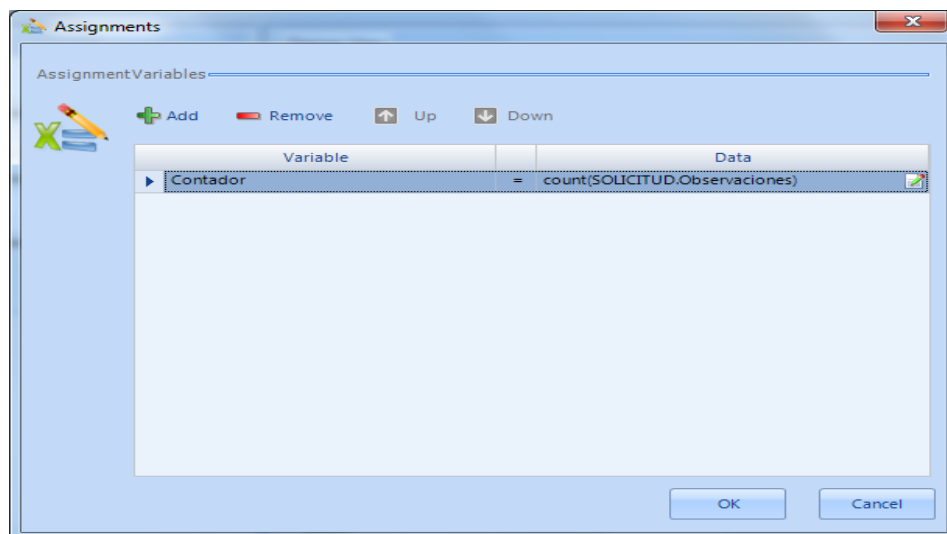 Assignments
AssignmentVariables
Add Remove Up Down
Variable Data
Contador = count(SOLICITUD.Observaciones)
OK Cancel